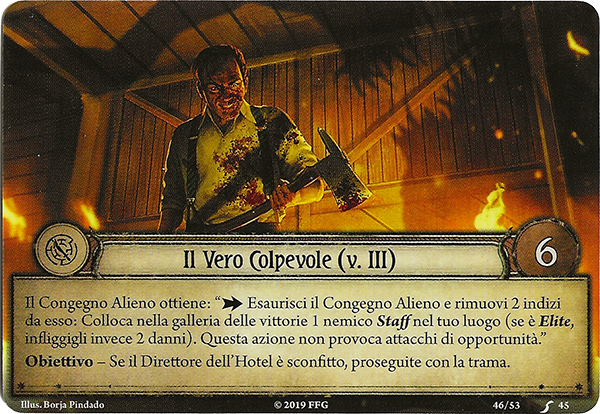 Il Vero Colpevole (v. III)
6
Il Congegno Alieno ottiene: “ Esaurisci il Congegno Alieno e rimuovi 2 indizi
da esso: Colloca nella galleria delle vittorie 1 nemico Staff nel tuo luogo (se è Elite,
infliggigli invece 2 danni). Questa azione non provoca attacchi di opportunità.”
Obiettivo – Se il Direttore dell’Hotel è sconfitto, proseguite con la trama.
Illus. Borja Pindado © 2019 FFG 46/53 45